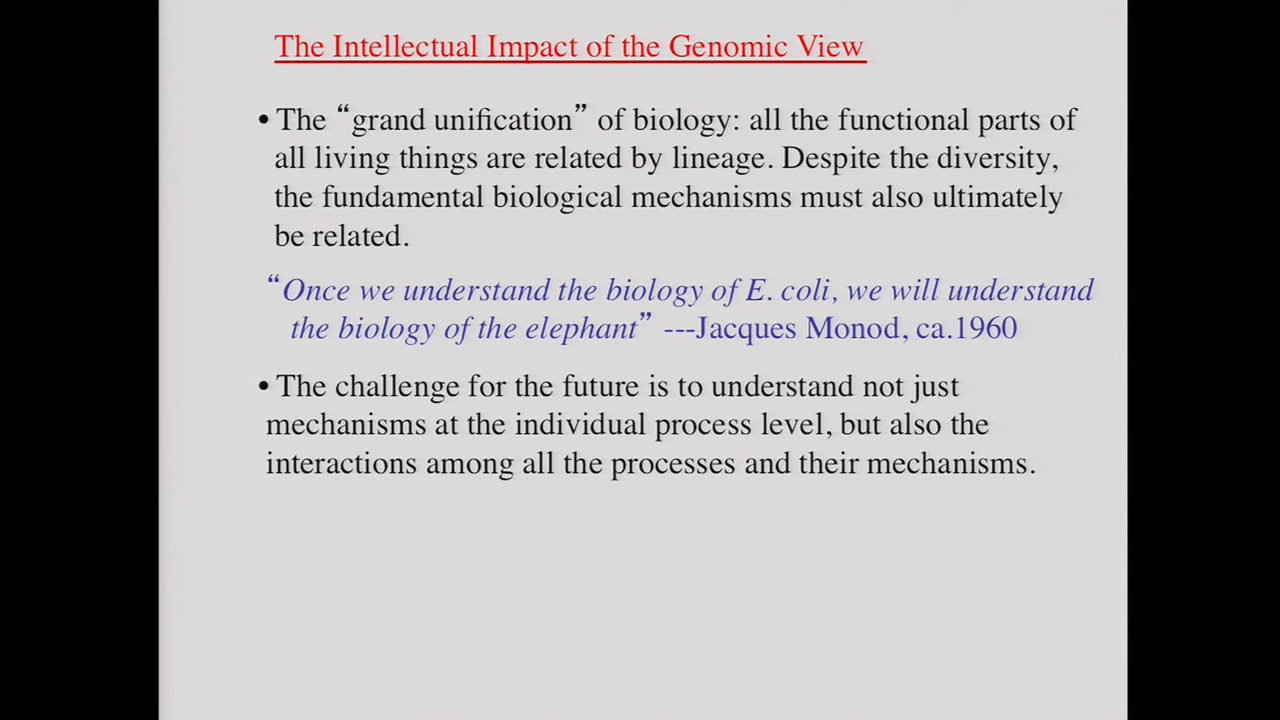 The Intellectual Impact of the Genomic View
• The “grand unification” of biology: all the functional parts of
all living things are related by lineage. Despite the diversity,
the fundamental biological mechanisms must also ultimately
be related.
“Once we understand the biology of E. coli, we will understand
the biology of the elephant” ---Jacques Monod, ca.1960
• The challenge for the future is to understand not just
mechanisms at the individual process level, but also the
interactions among all the processes and their mechanisms.